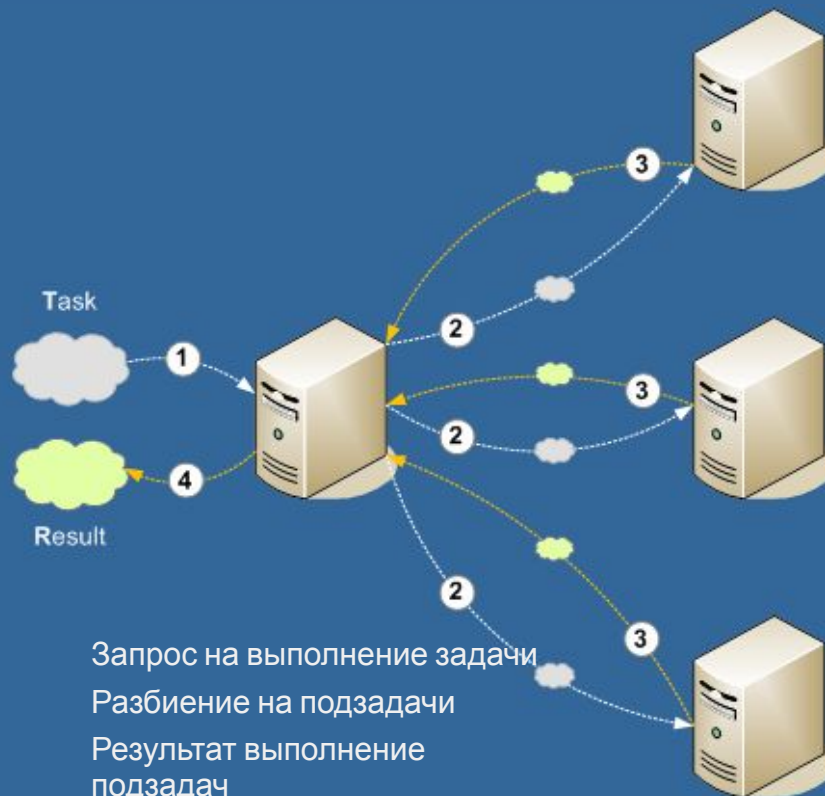 3
Task
2
1
3
2
4
Result
2
3
Запрос на выполнение задачи
Разбиение на подзадачи
Результат выполнение
подзадач